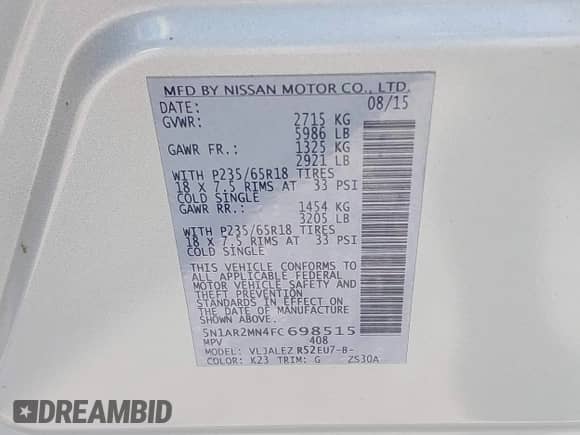 MFD BY NISSAN MOTOR CO., LTD.
DATE: 08/15
GVWR: 2715 KG
5986 LB
GAWR FR.: 1325 KG
2921 LB
WITH P235/65R18 TIRES
18 X 7.5 RIMS AT 33 PSI
COLD SINGLE
GAWR RR.: 1454 KG
3205 LB
WITH P235/65R18 TIRES
18 X 7.5 RIMS AT 33 PSI
COLD SINGLE
THIS VEHICLE CONFORMS TO
ALL APPLICABLE FEDERAL
MOTOR VEHICLE SAFETY AND
THEFT PREVENTION
STANDARDS IN EFFECT ON
THE DATE OF MANUFACTURE
SHOWN ABOVE.
5N1AR2MN4FC698515
MPV 408
MODEL: VLJALEZ R52EU7-B-
COLOR: K23 TRIM: G ZS30A
DREAMBID